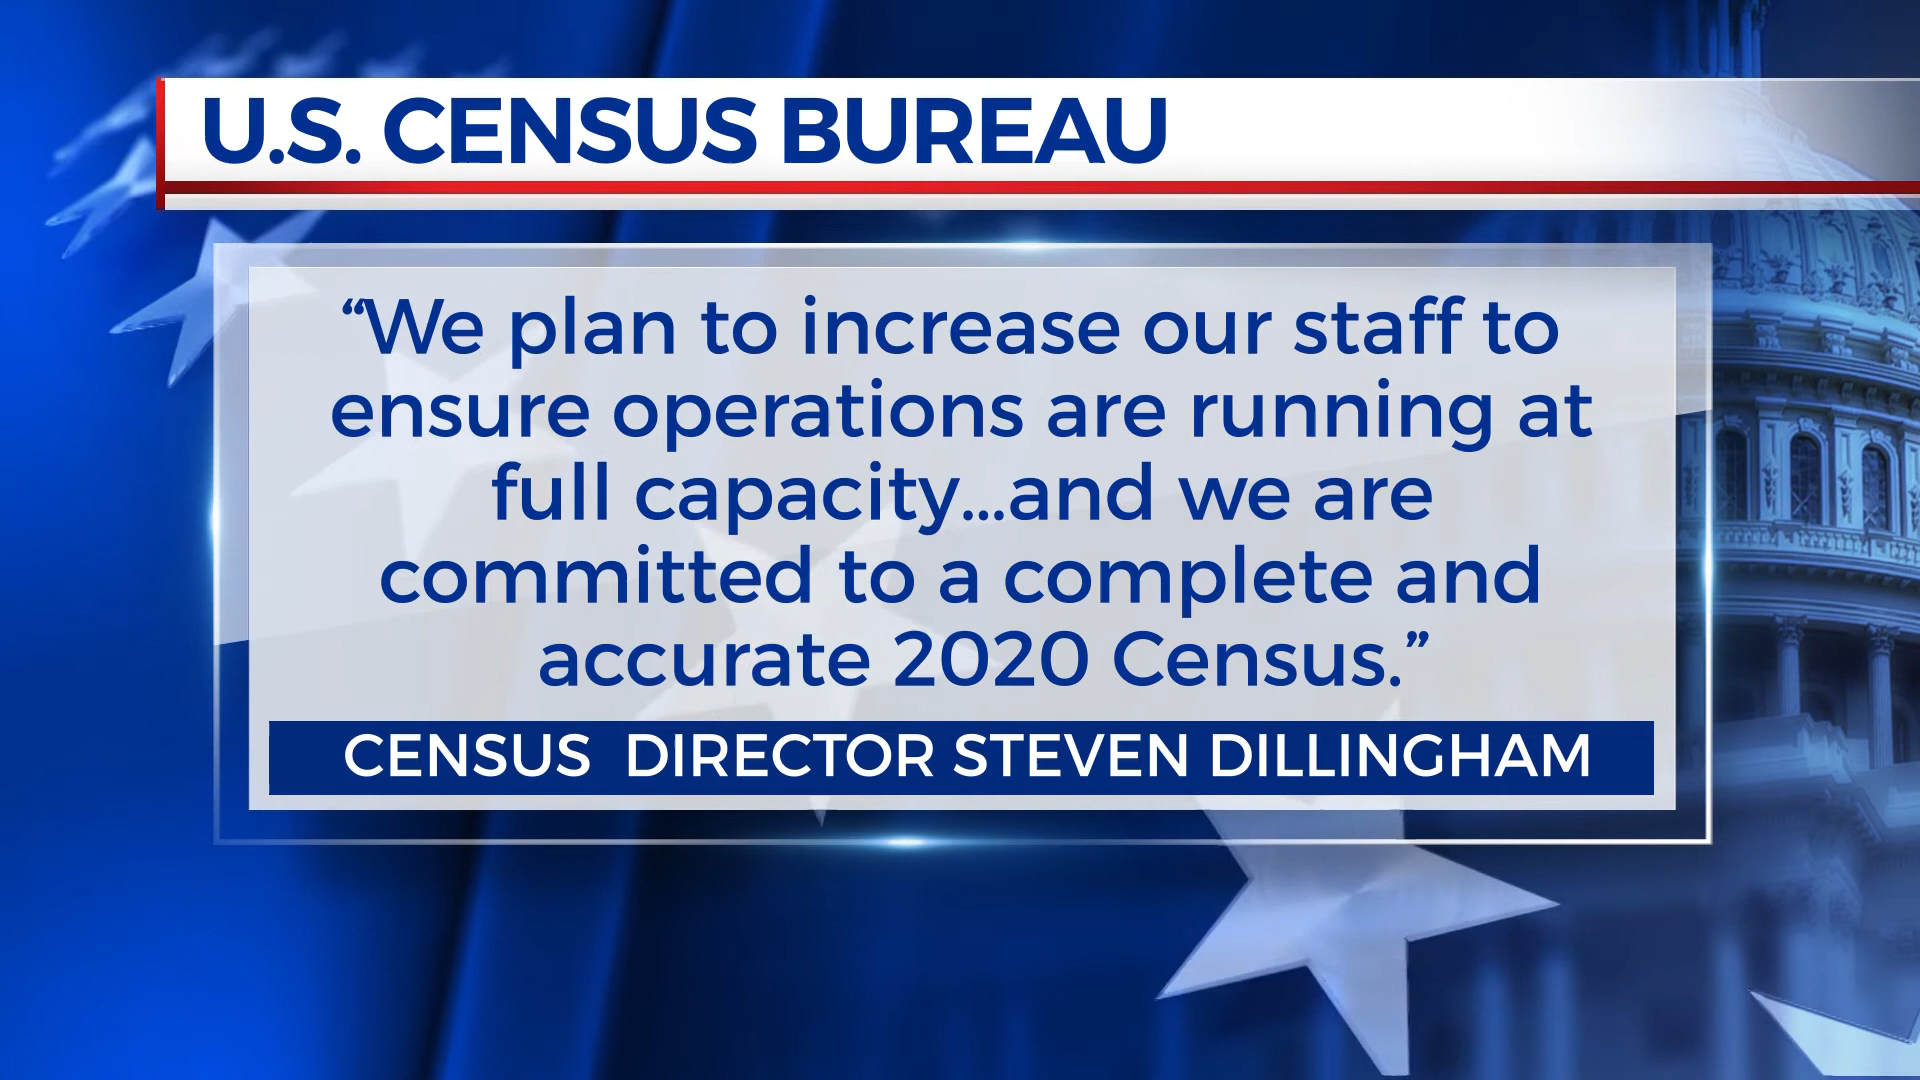 U.S. CENSUS BUREAU
“We plan to increase our staff to
ensure operations are running at
full capacity...and we are
committed to a complete and
accurate 2020 Census.”
CENSUS  DIRECTOR STEVEN DILLINGHAM